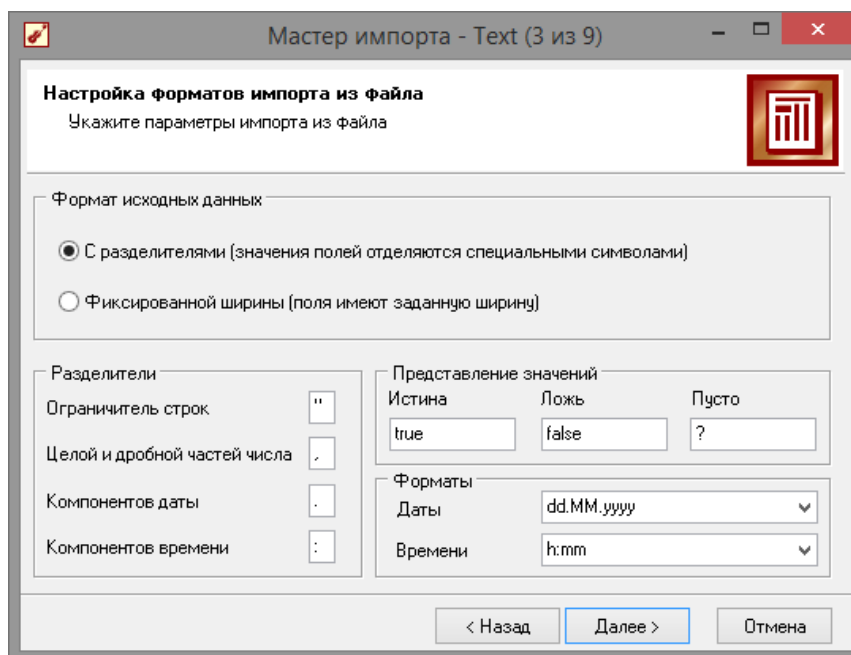 Мастер импорта - Text (3 из 9)
Настройка форматов импорта из файла
Укажите параметры импорта из файла
Формат исходных данных
С разделителями (значения полей отделяются специальными символами)
Фиксированной ширины (поля имеют заданную ширину)
Разделители
Ограничитель строк "
Целой и дробной частей числа ,
Компонентов даты .
Компонентов времени :
Представление значений
Истина Ложь Пусто
true false ?
Форматы
Даты dd.MM.yyyy
Времени h:mm
< Назад Далее > Отмена